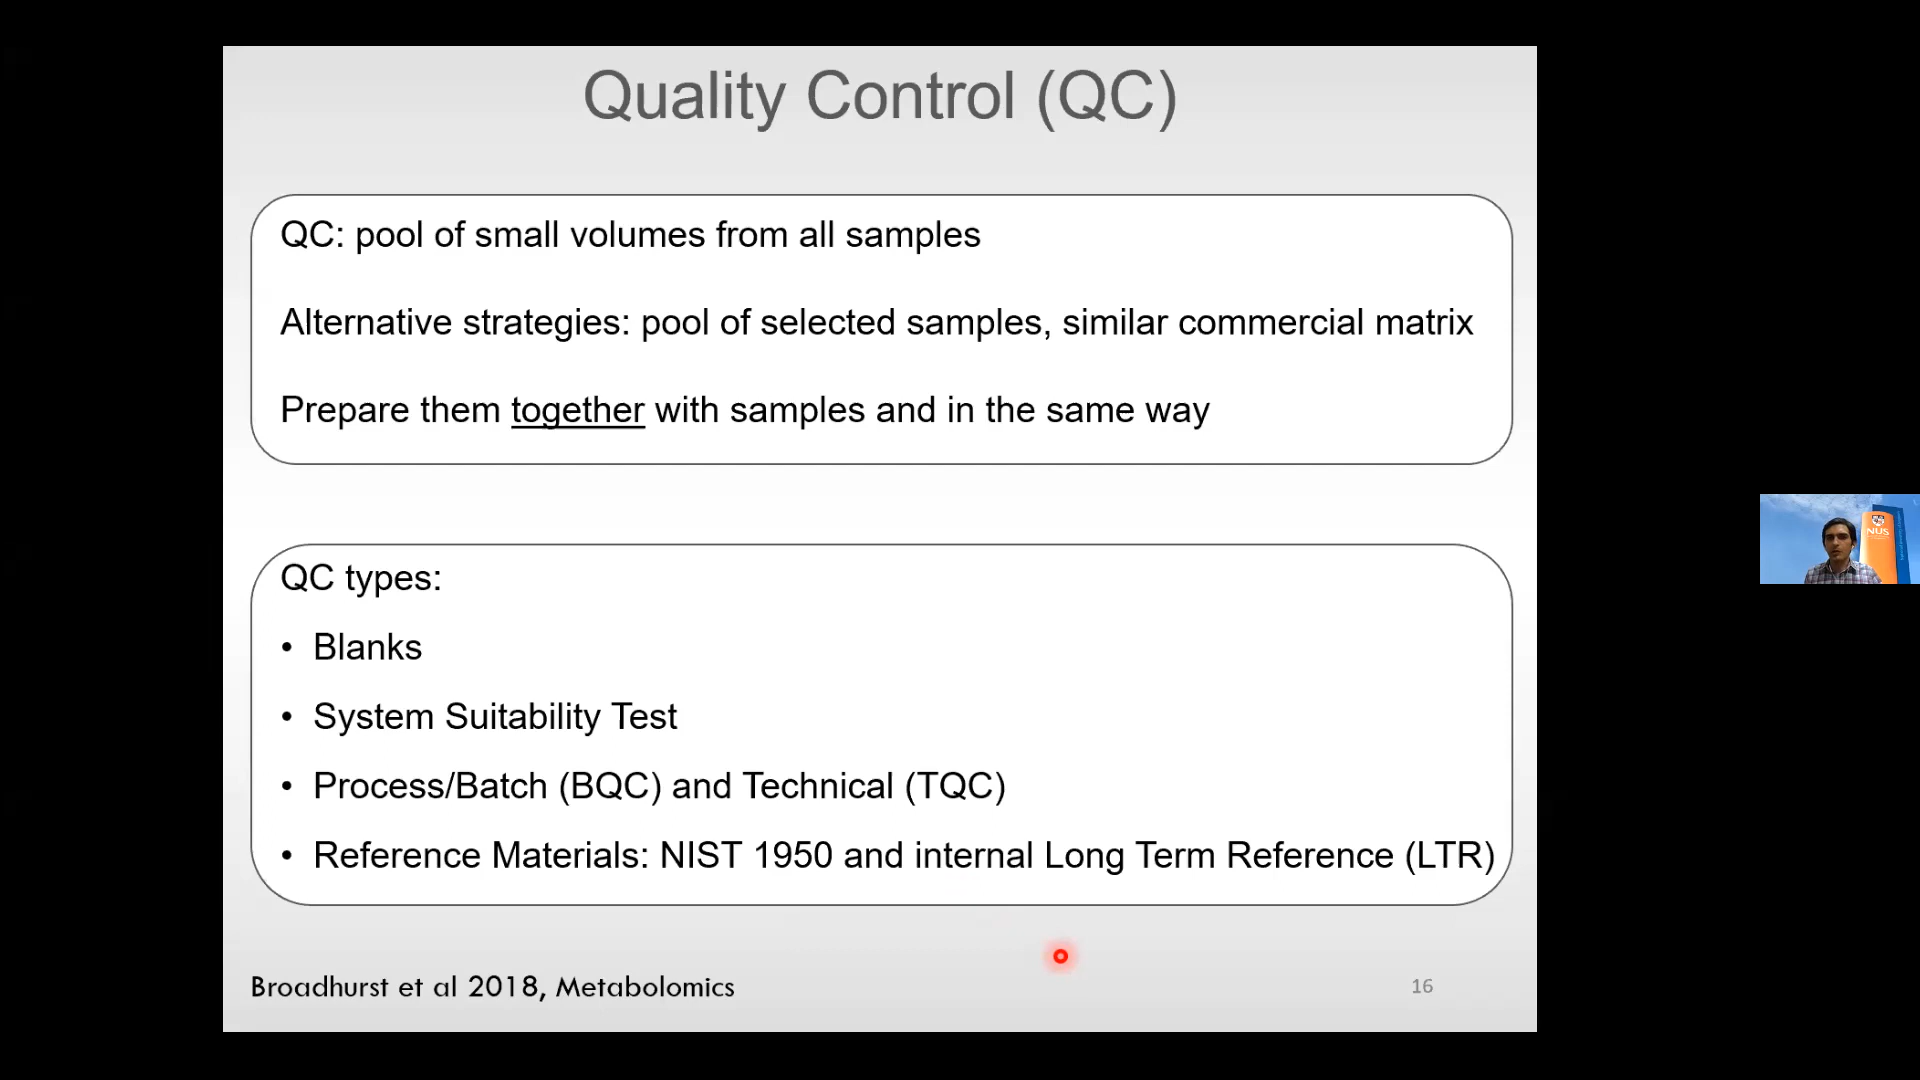 Quality Control (QC)
QC: pool of small volumes from all samples
Alternative strategies: pool of selected samples, similar commercial matrix
Prepare them together with samples and in the same way
QC types:
• Blanks
• System Suitability Test
• Process/Batch (BQC) and Technical (TQC)
• Reference Materials: NIST 1950 and internal Long Term Reference (LTR)
Broadhurst et al 2018, Metabolomics
16
NUS